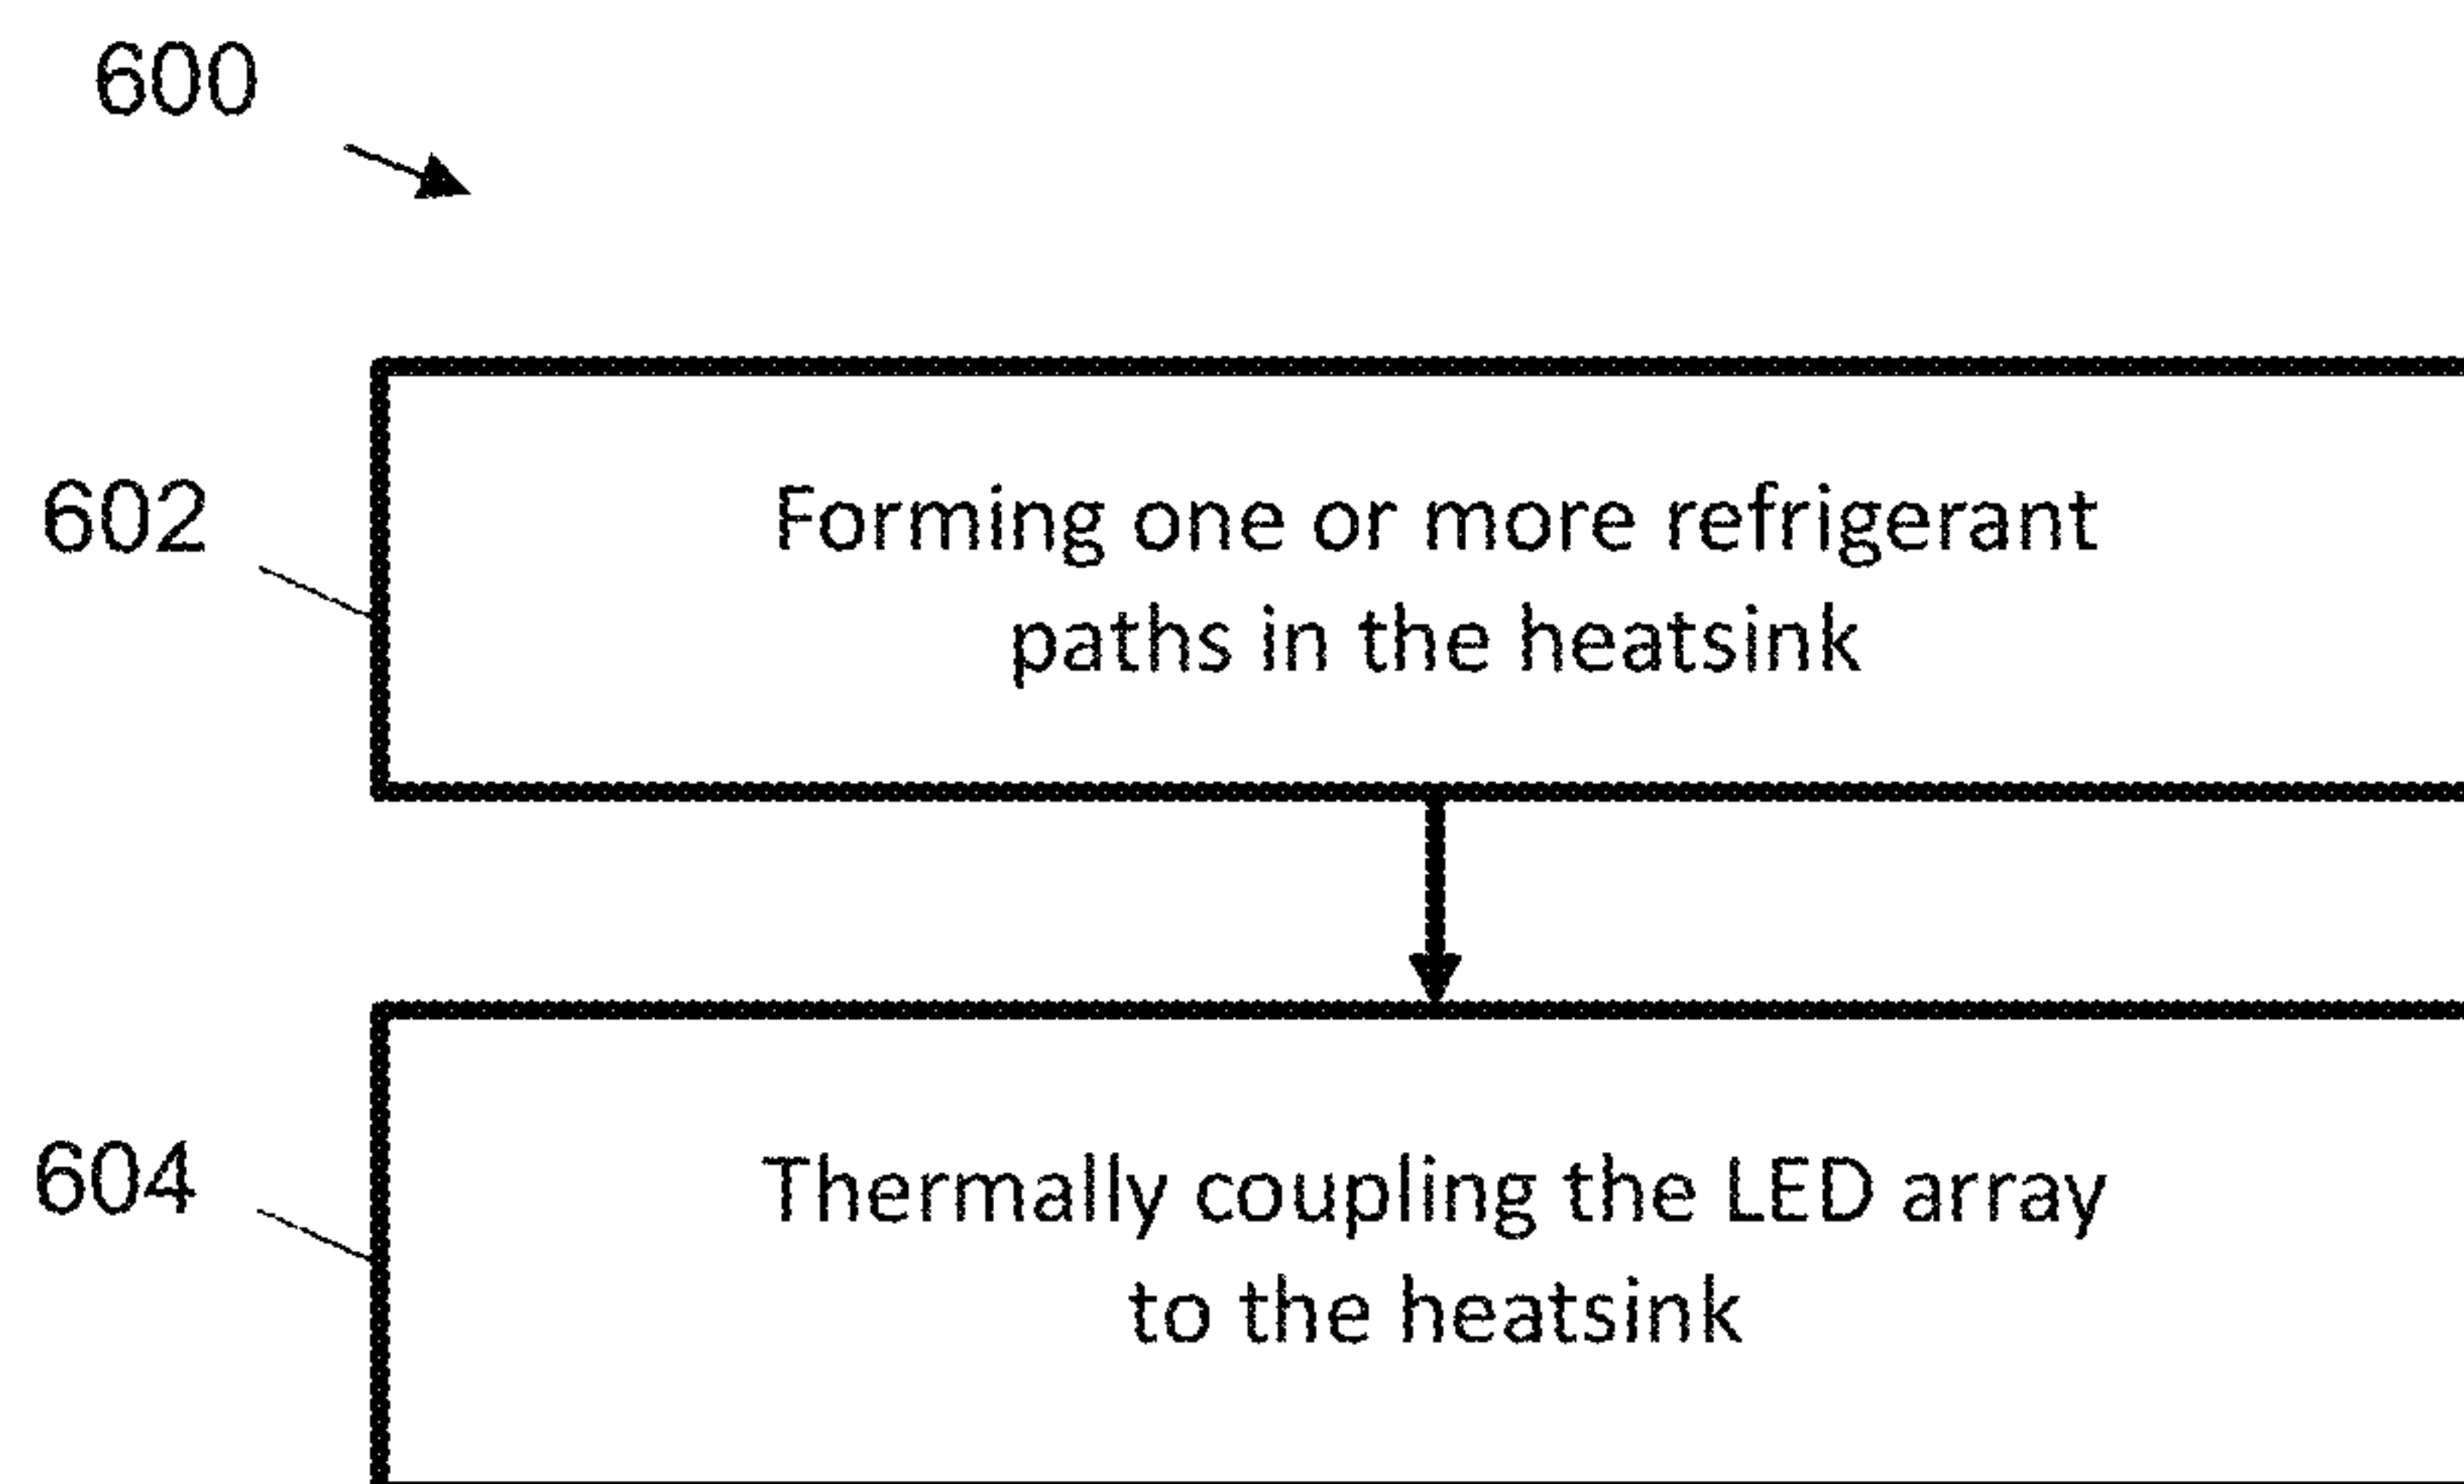 600
602
Forming one or more refrigerant
paths in the heatsink
604
Thermally coupling the LED array
to the heatsink